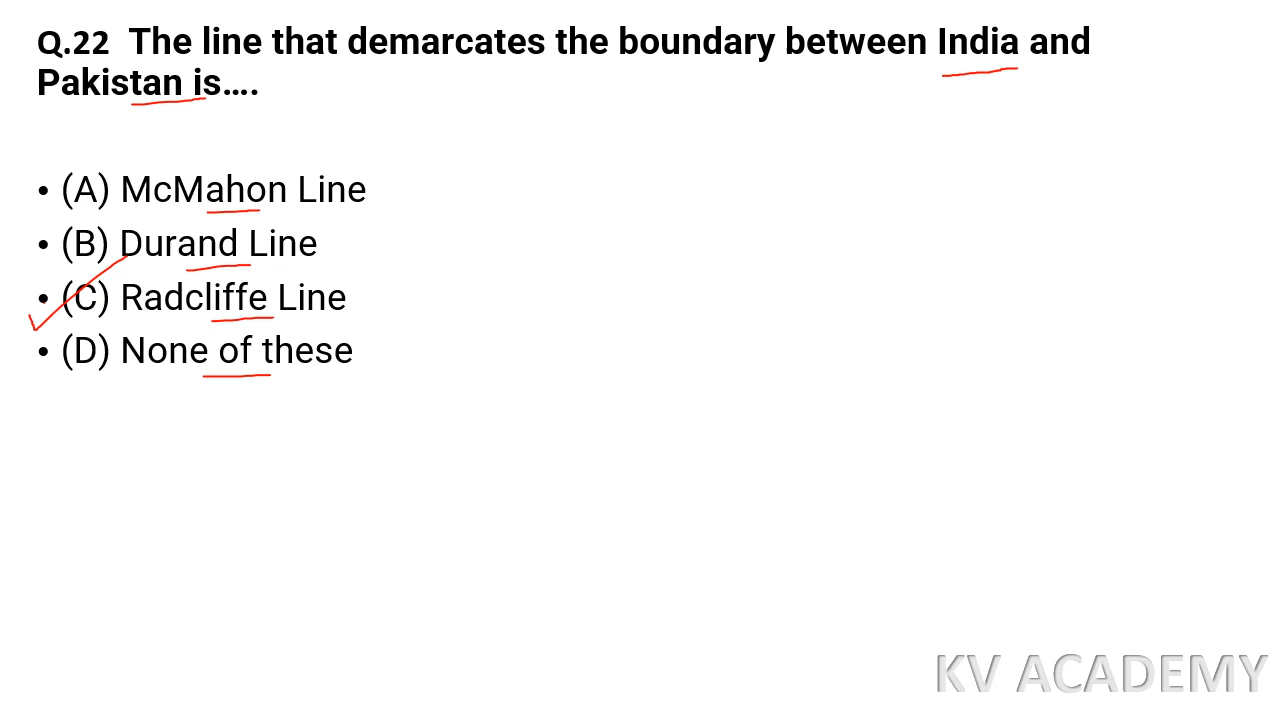 Q.22 The line that demarcates the boundary between India and
Pakistan is....
• (A) McMahon Line
• (B) Durand Line
• (C) Radcliffe Line
• (D) None of these
KV ACADEMY